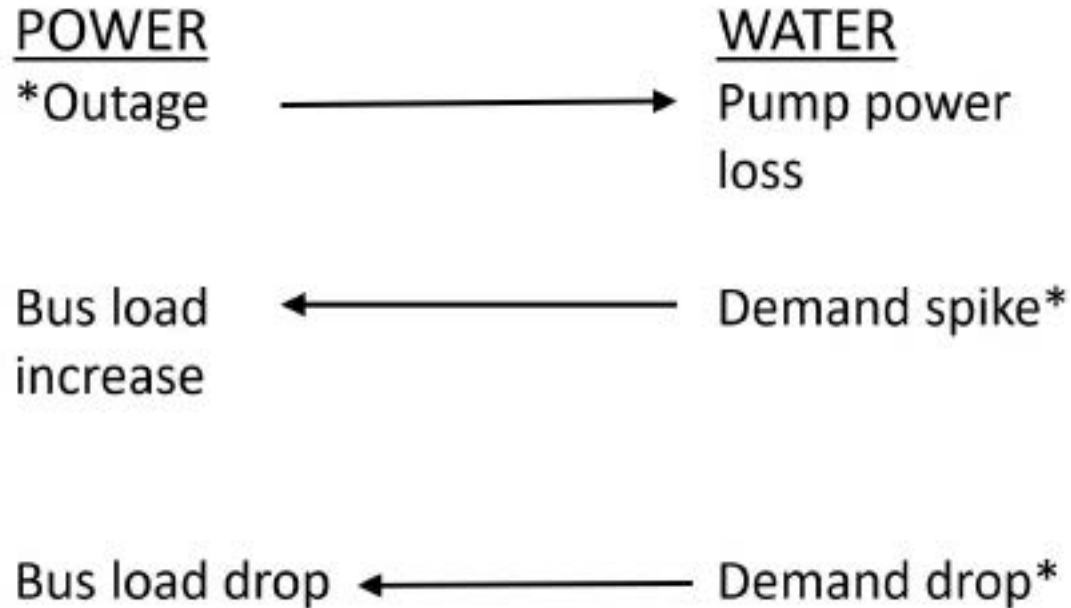 POWER WATER
*Outage Pump power
loss
Bus load Demand spike*
increase
Bus load drop Demand drop*